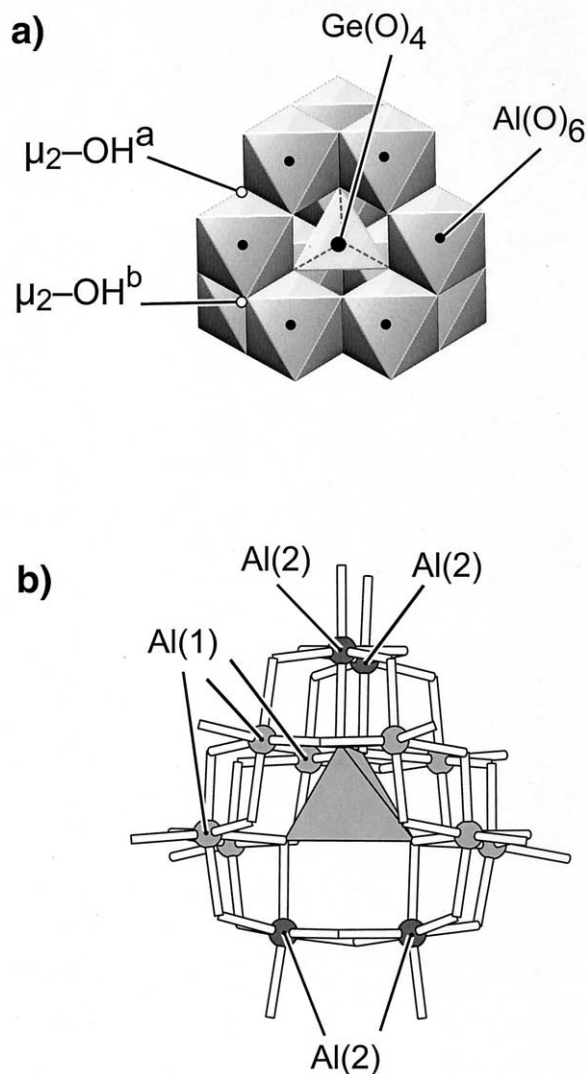 a)
Ge(O)4
Al(O)6
μ2–OHa
μ2–OHb
b)
Al(2)
Al(2)
Al(1)
Al(2)